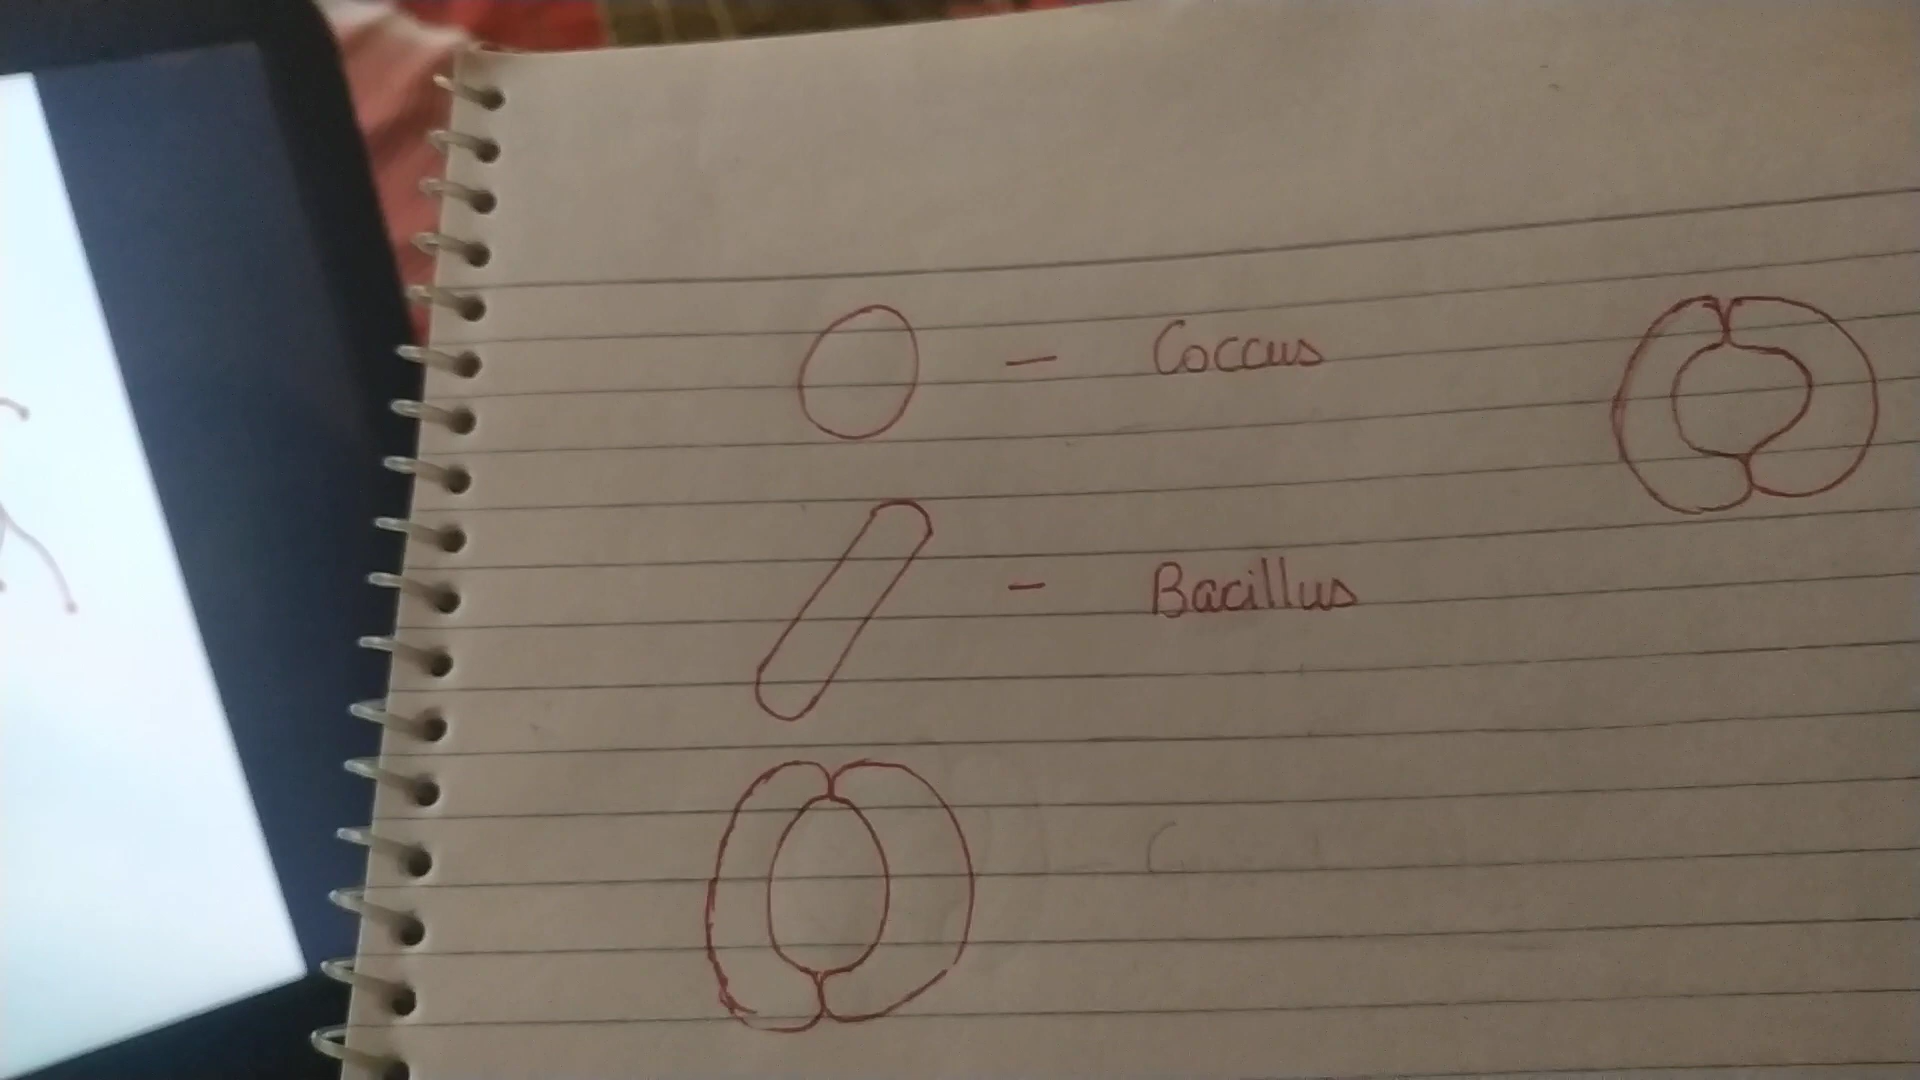 — Coccus
— Bacillus